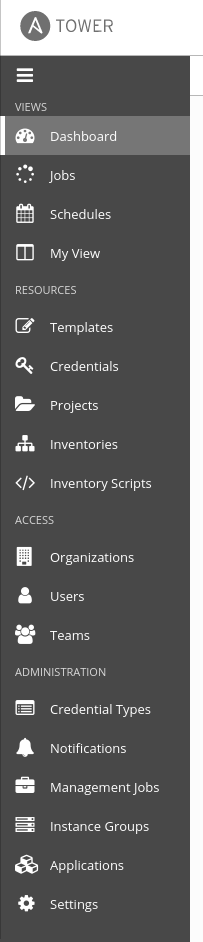 A TOWER
VIEWS
Dashboard
Jobs
Schedules
My View
RESOURCES
Templates
Credentials
Projects
Inventories
Inventory Scripts
ACCESS
Organizations
Users
Teams
ADMINISTRATION
Credential Types
Notifications
Management Jobs
Instance Groups
Applications
Settings